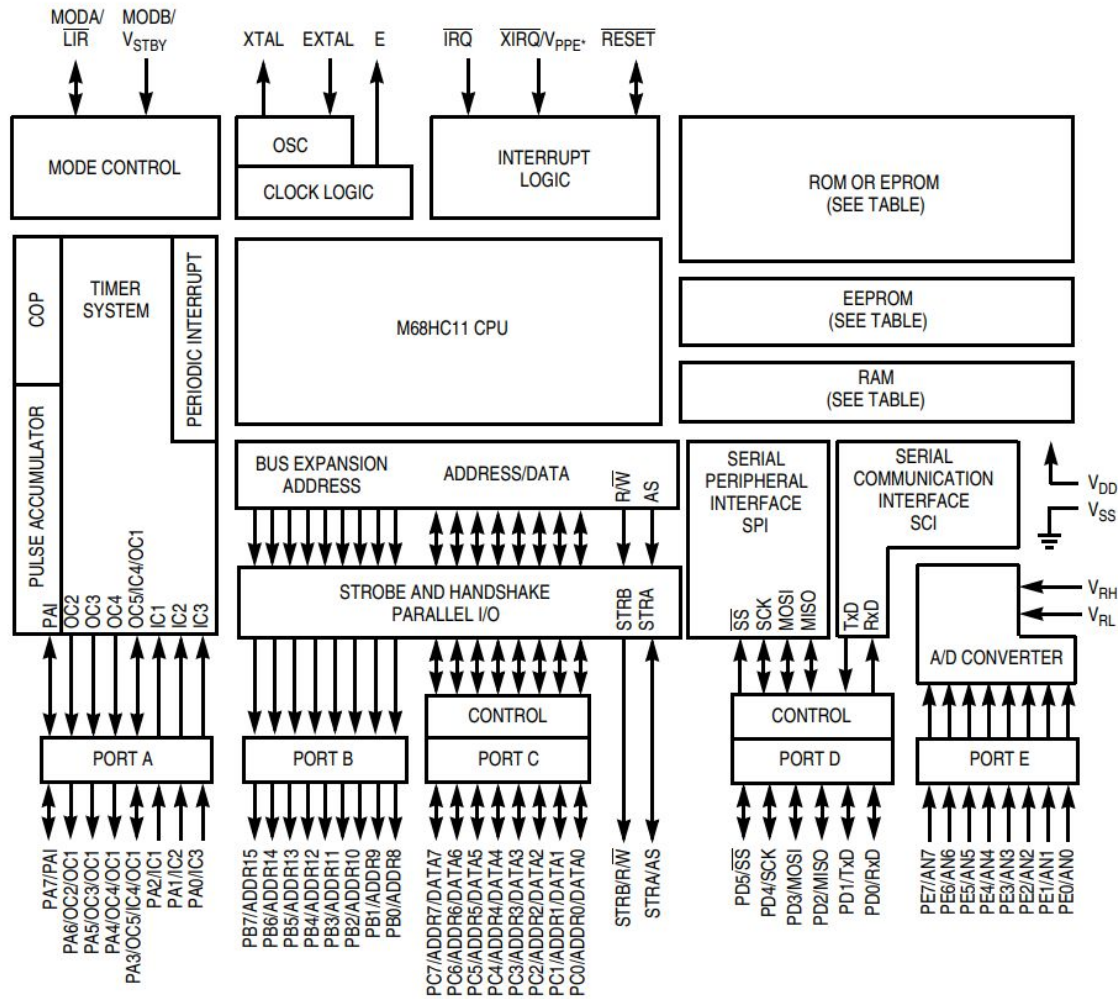 MODA/
LIR
MODB/
VSTBY
XTAL
EXTAL
E
IRQ
XIRQ/VPPE*
RESET
MODE CONTROL
OSC
CLOCK LOGIC
INTERRUPT
LOGIC
ROM OR EPROM
(SEE TABLE)
COP
TIMER
SYSTEM
PERIODIC INTERRUPT
M68HC11 CPU
EEPROM
(SEE TABLE)
RAM
(SEE TABLE)
PULSE ACCUMULATOR
BUS EXPANSION
ADDRESS
ADDRESS/DATA
R/W
AS
SERIAL
PERIPHERAL
INTERFACE
SPI
SERIAL
COMMUNICATION
INTERFACE
SCI
VDD
VSS
PAI
OC2
OC3
OC4
OC5/IC4/OC1
IC1
IC2
IC3
STROBE AND HANDSHAKE
PARALLEL I/O
STRB
STRA
SS
SCK
MOSI
MISO
TxD
RxD
VRH
VRL
A/D CONVERTER
CONTROL
CONTROL
PORT A
PORT B
PORT C
PORT D
PORT E
PA7/PAI
PA6/OC2/OC1
PA5/OC3/OC1
PA4/OC4/OC1
PA3/OC5/IC4/OC1
PA2/IC1
PA1/IC2
PA0/IC3
PB7/ADDR15
PB6/ADDR14
PB5/ADDR13
PB4/ADDR12
PB3/ADDR11
PB2/ADDR10
PB1/ADDR9
PB0/ADDR8
PC7/ADDR7/DATA7
PC6/ADDR6/DATA6
PC5/ADDR5/DATA5
PC4/ADDR4/DATA4
PC3/ADDR3/DATA3
PC2/ADDR2/DATA2
PC1/ADDR1/DATA1
PC0/ADDR0/DATA0
STRB/R/W
STRA/AS
PD5/SS
PD4/SCK
PD3/MOSI
PD2/MISO
PD1/TxD
PD0/RxD
PE7/AN7
PE6/AN6
PE5/AN5
PE4/AN4
PE3/AN3
PE2/AN2
PE1/AN1
PE0/AN0